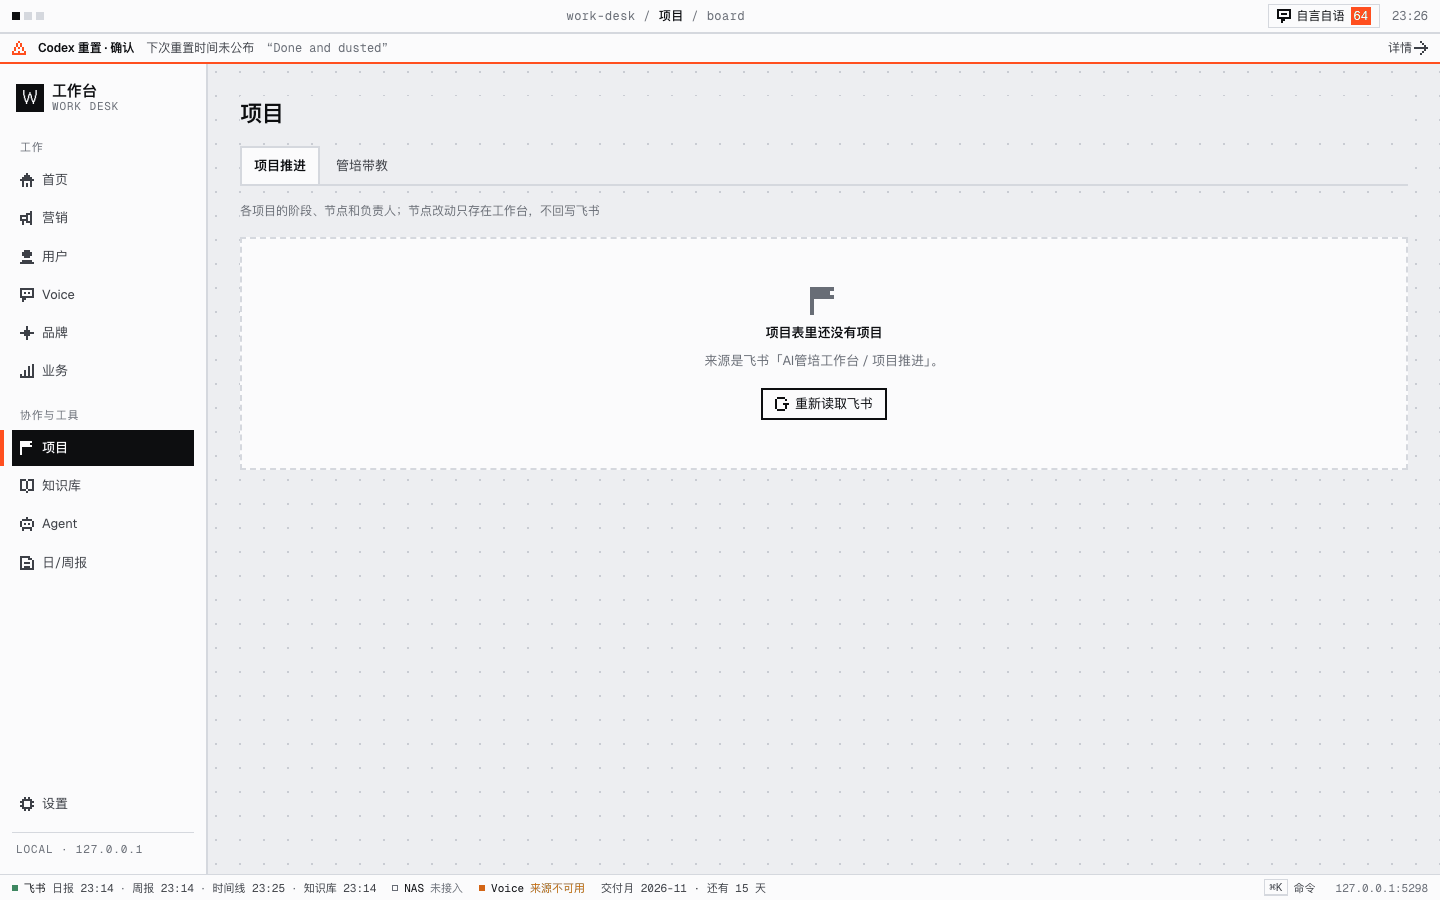 work-desk / 项目 / board
自言自语 64
23:26
Codex 重置 · 确认 下次重置时间未公布 “Done and dusted”
详情
W
工作台
WORK DESK
工作
首页
营销
用户
Voice
品牌
业务
协作与工具
项目
知识库
Agent
日/周报
设置
LOCAL · 127.0.0.1
项目
项目推进 管培带教
各项目的阶段、节点和负责人；节点改动只存在工作台，不回写飞书
项目表里还没有项目
来源是飞书「AI管培工作台 / 项目推进」。
重新读取飞书
飞书 日报 23:14 · 周报 23:14 · 时间线 23:25 · 知识库 23:14 NAS 未接入 Voice 来源不可用 交付月 2026-11 · 还有 15 天
⌘K 命令 127.0.0.1:5298